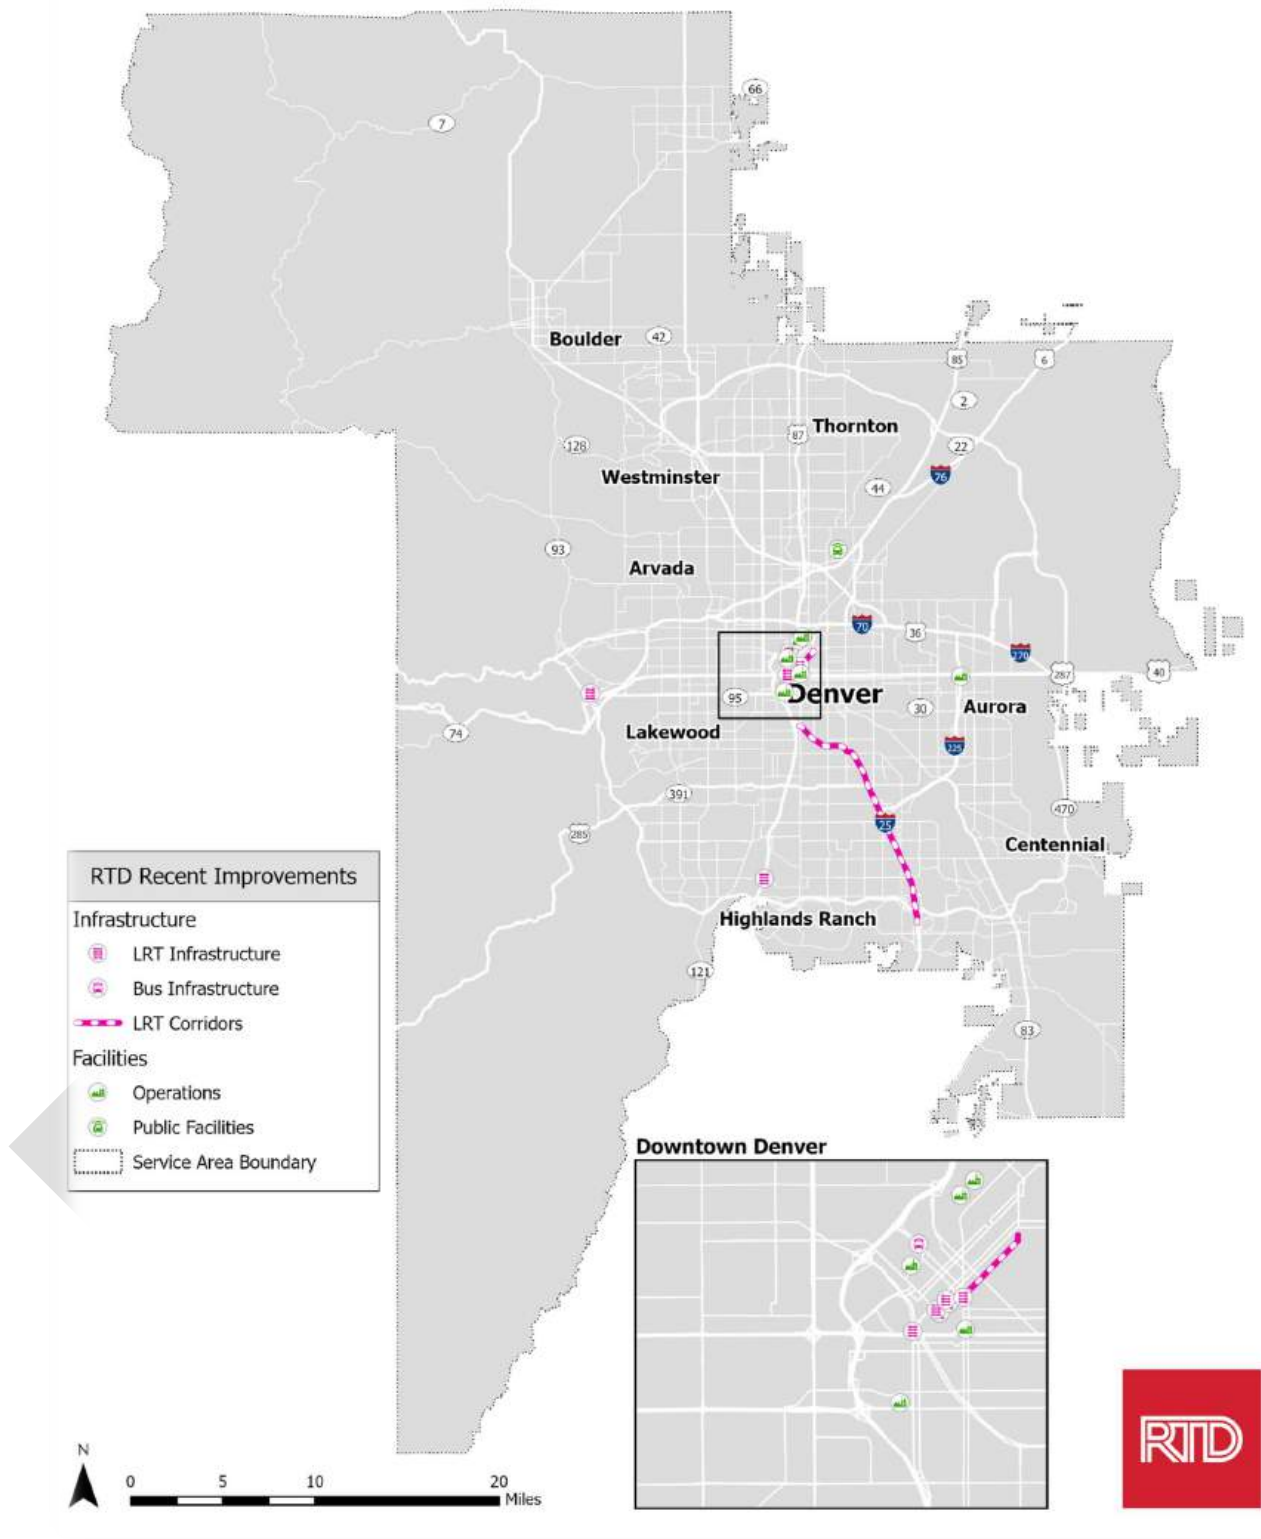 66
7
Boulder
42
85
6
2
Thornton
87
128
22
Westminster
76
44
93
Arvada
70
36
270
287
40
95
Denver
30
Aurora
74
Lakewood
225
391
470
25
285
Centennial
RTD Recent Improvements
Infrastructure
LRT Infrastructure
Bus Infrastructure
LRT Corridors
Facilities
Operations
Public Facilities
Service Area Boundary
Highlands Ranch
121
83
Downtown Denver
N
0 5 10 20
Miles
RTD